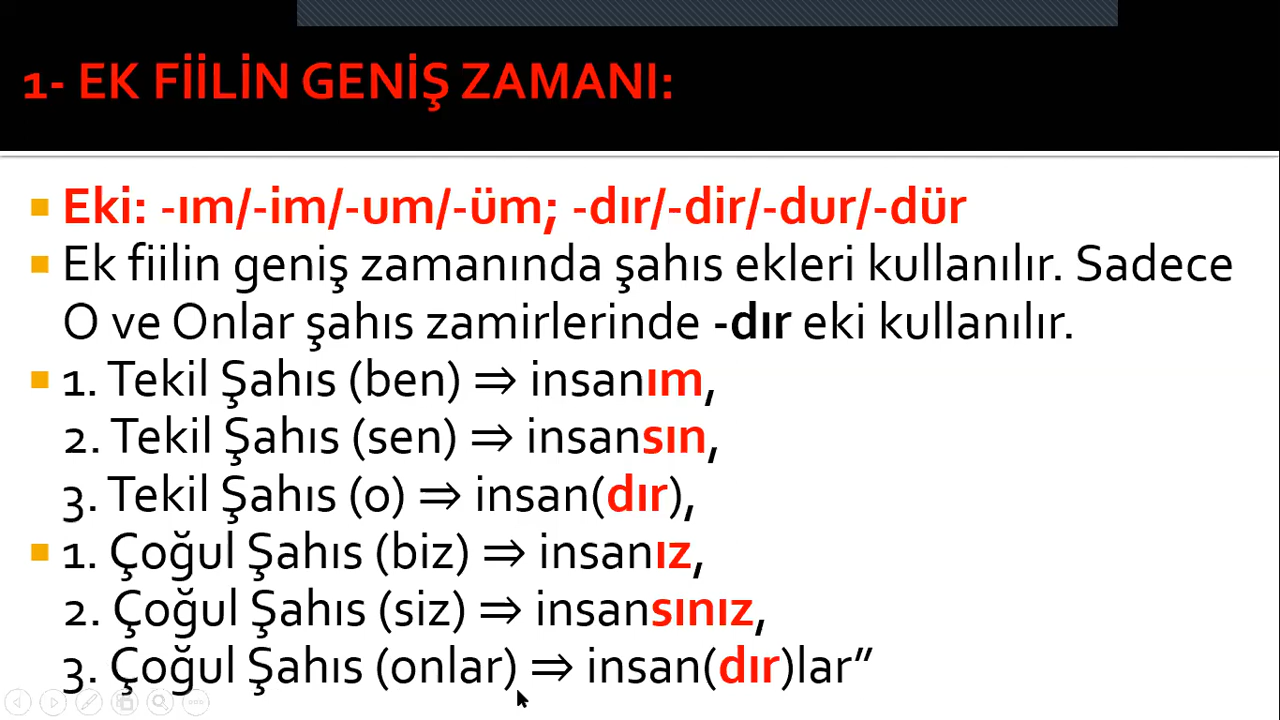 1- EK FİİLİN GENİŞ ZAMANI:
Eki: -ım/-im/-um/-üm; -dır/-dir/-dur/-dür
Ek fiilin geniş zamanında şahıs ekleri kullanılır. Sadece
O ve Onlar şahıs zamirlerinde -dır eki kullanılır.
1. Tekil Şahıs (ben) ⇒ insanım,
2. Tekil Şahıs (sen) ⇒ insansın,
3. Tekil Şahıs (o) ⇒ insan(dır),
1. Çoğul Şahıs (biz) ⇒ insanız,
2. Çoğul Şahıs (siz) ⇒ insansınız,
3. Çoğul Şahıs (onlar) ⇒ insan(dır)lar”